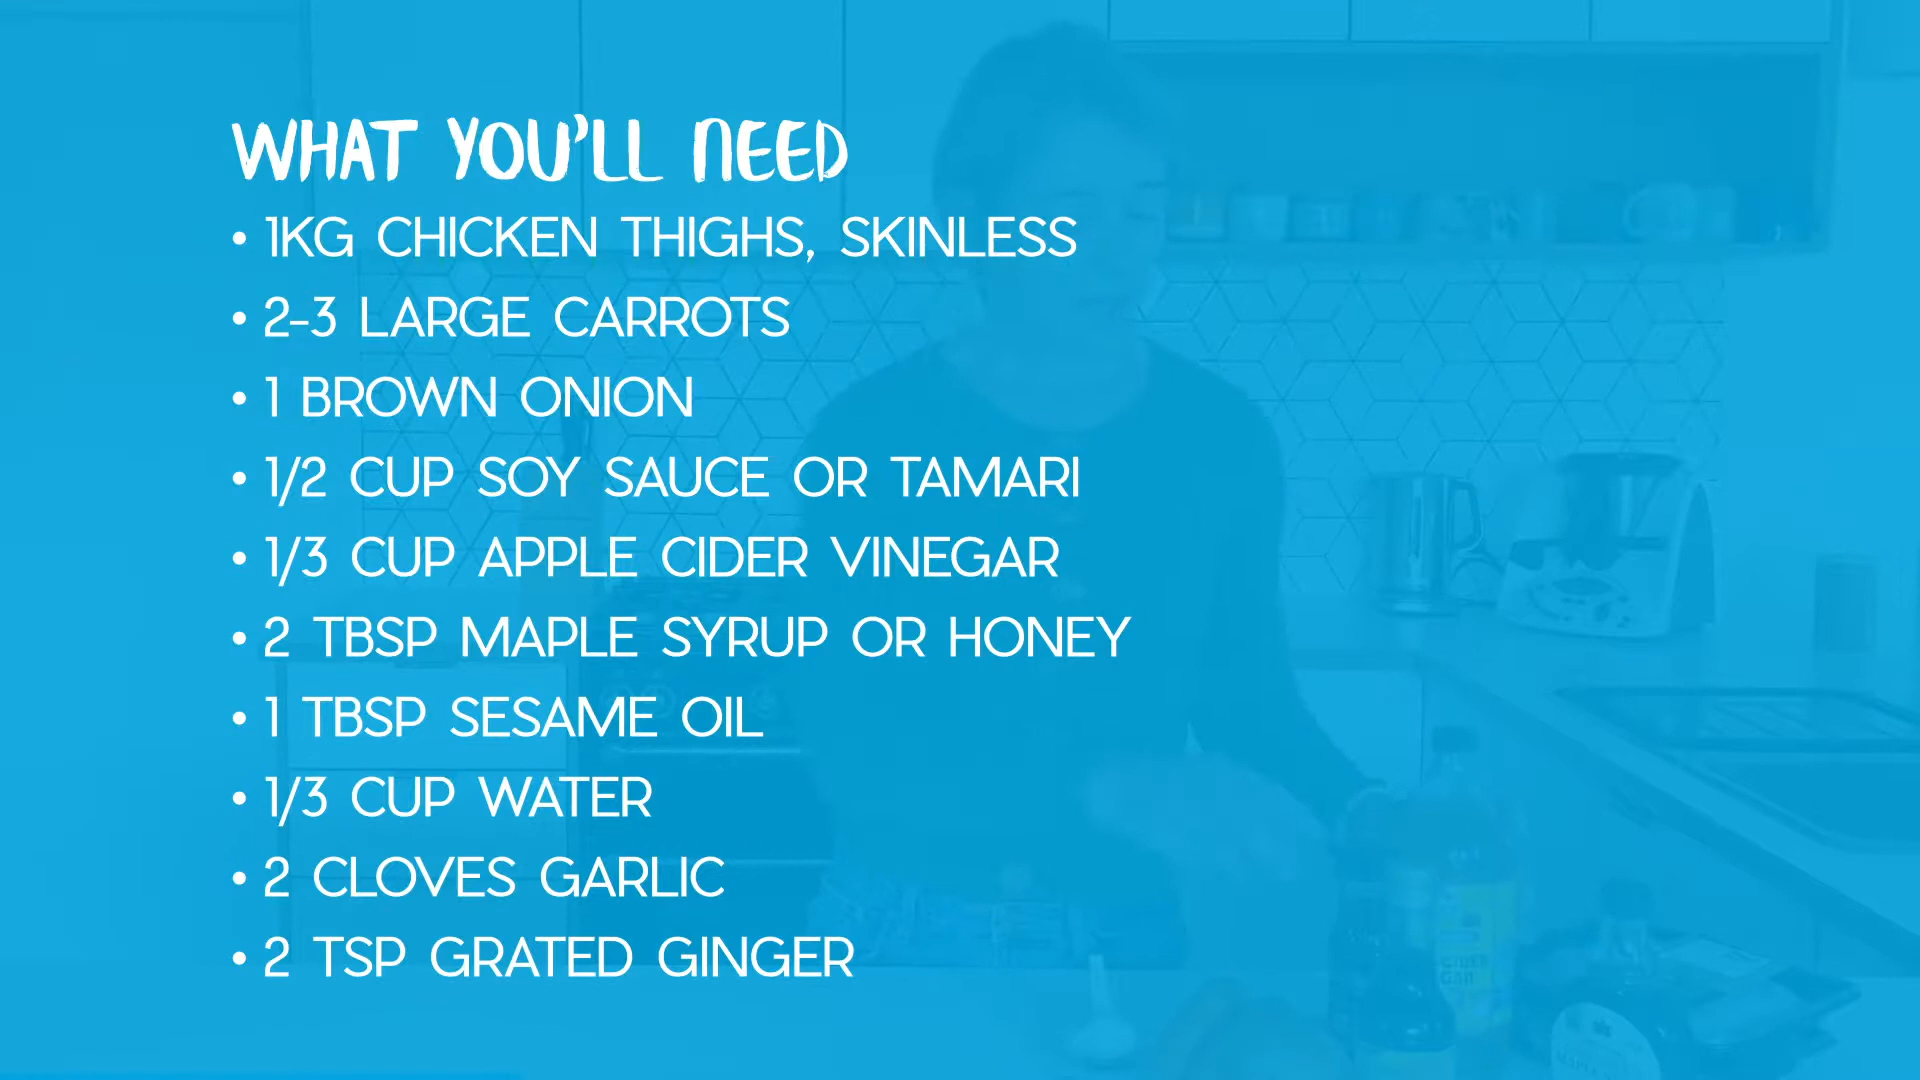 WHAT YOU'LL NEED
• 1KG CHICKEN THIGHS, SKINLESS
• 2-3 LARGE CARROTS
• 1 BROWN ONION
• 1/2 CUP SOY SAUCE OR TAMARI
• 1/3 CUP APPLE CIDER VINEGAR
• 2 TBSP MAPLE SYRUP OR HONEY
• 1 TBSP SESAME OIL
• 1/3 CUP WATER
• 2 CLOVES GARLIC
• 2 TSP GRATED GINGER